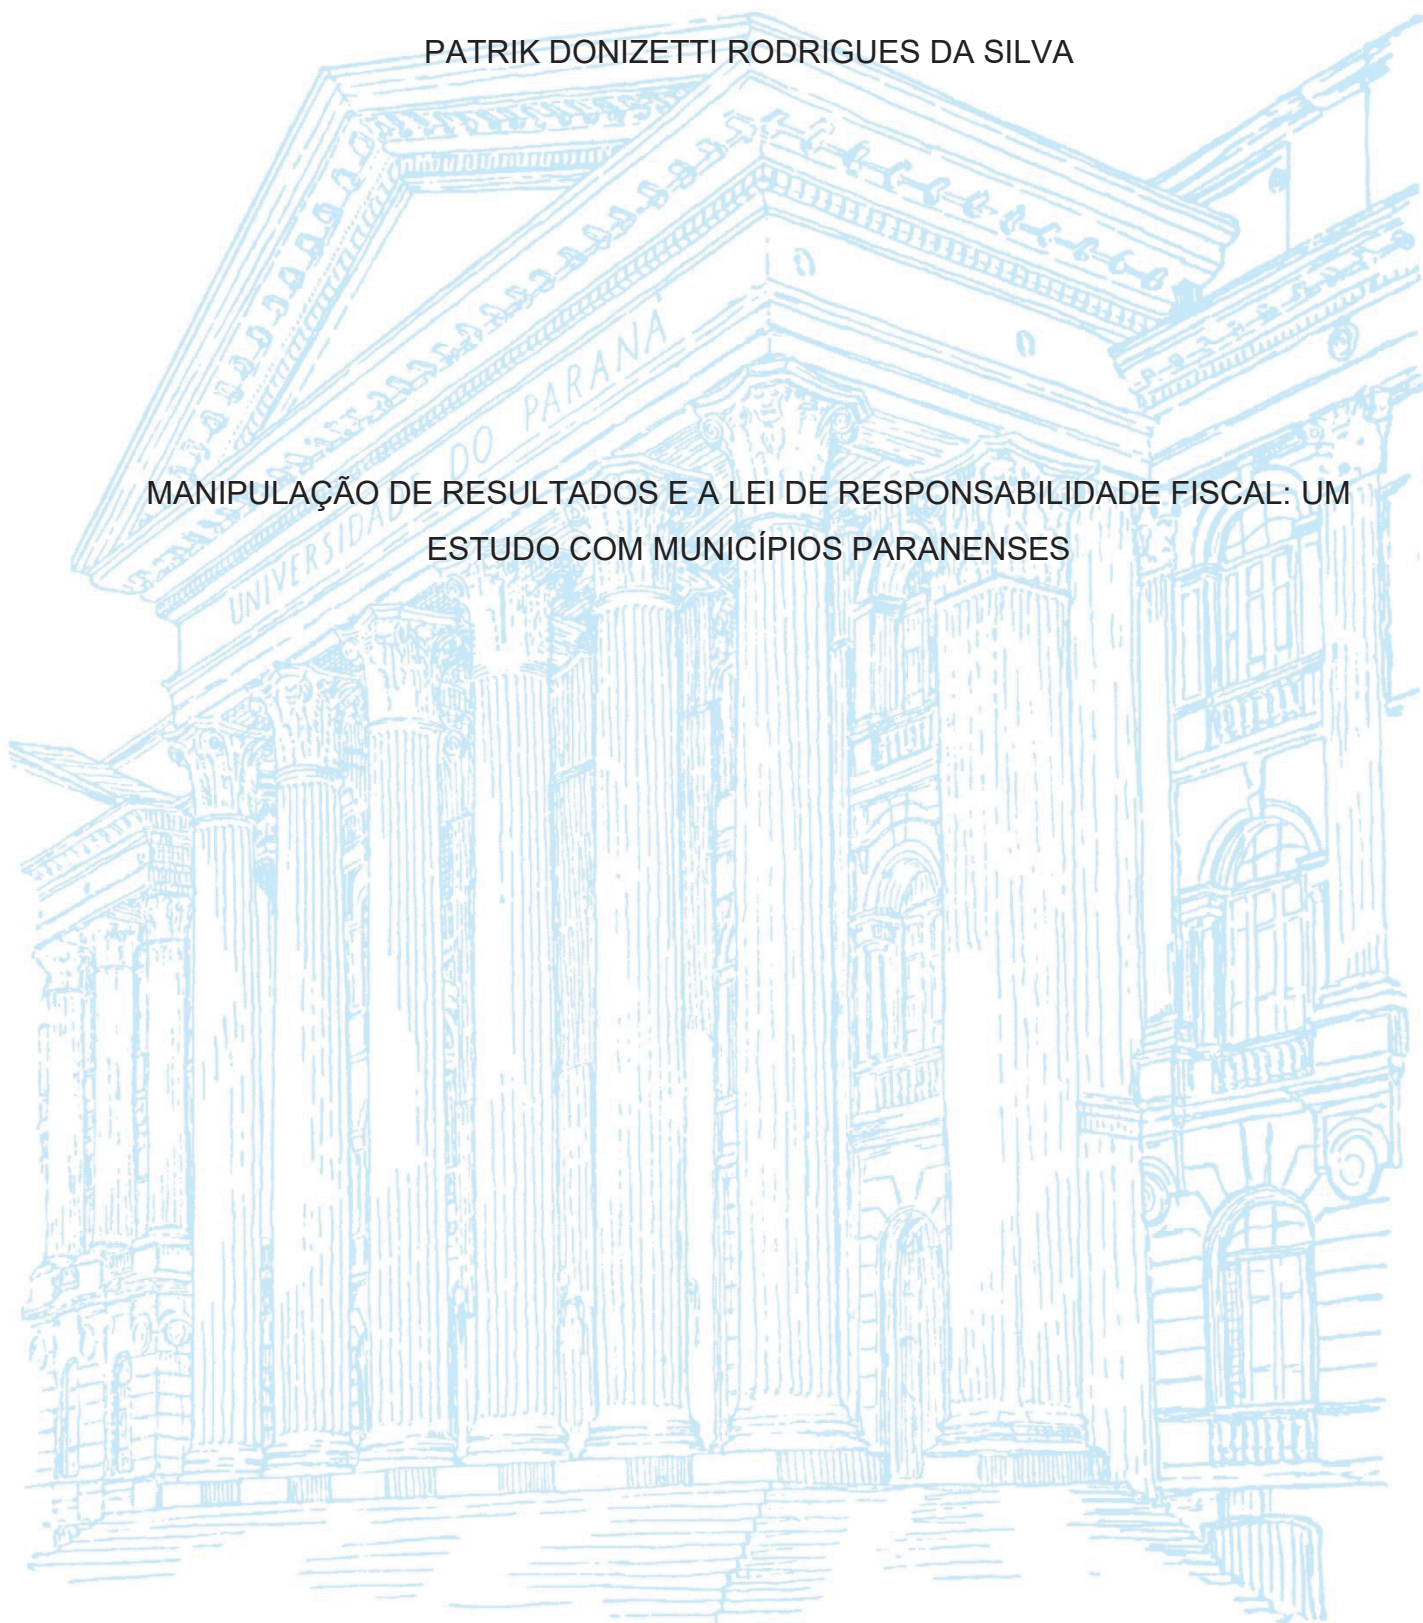 PATRIK DONIZETTI RODRIGUES DA SILVA
UNIVERSIDADE DO PARANÁ
MANIPULAÇÃO DE RESULTADOS E A LEI DE RESPONSABILIDADE FISCAL: UM
ESTUDO COM MUNICÍPIOS PARANENSES